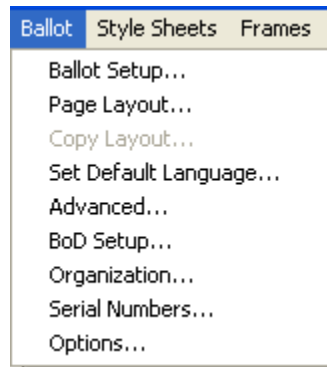 Ballot Style Sheets Frames
Ballot Setup...
Page Layout...
Copy Layout...
Set Default Language...
Advanced...
BoD Setup...
Organization...
Serial Numbers...
Options...